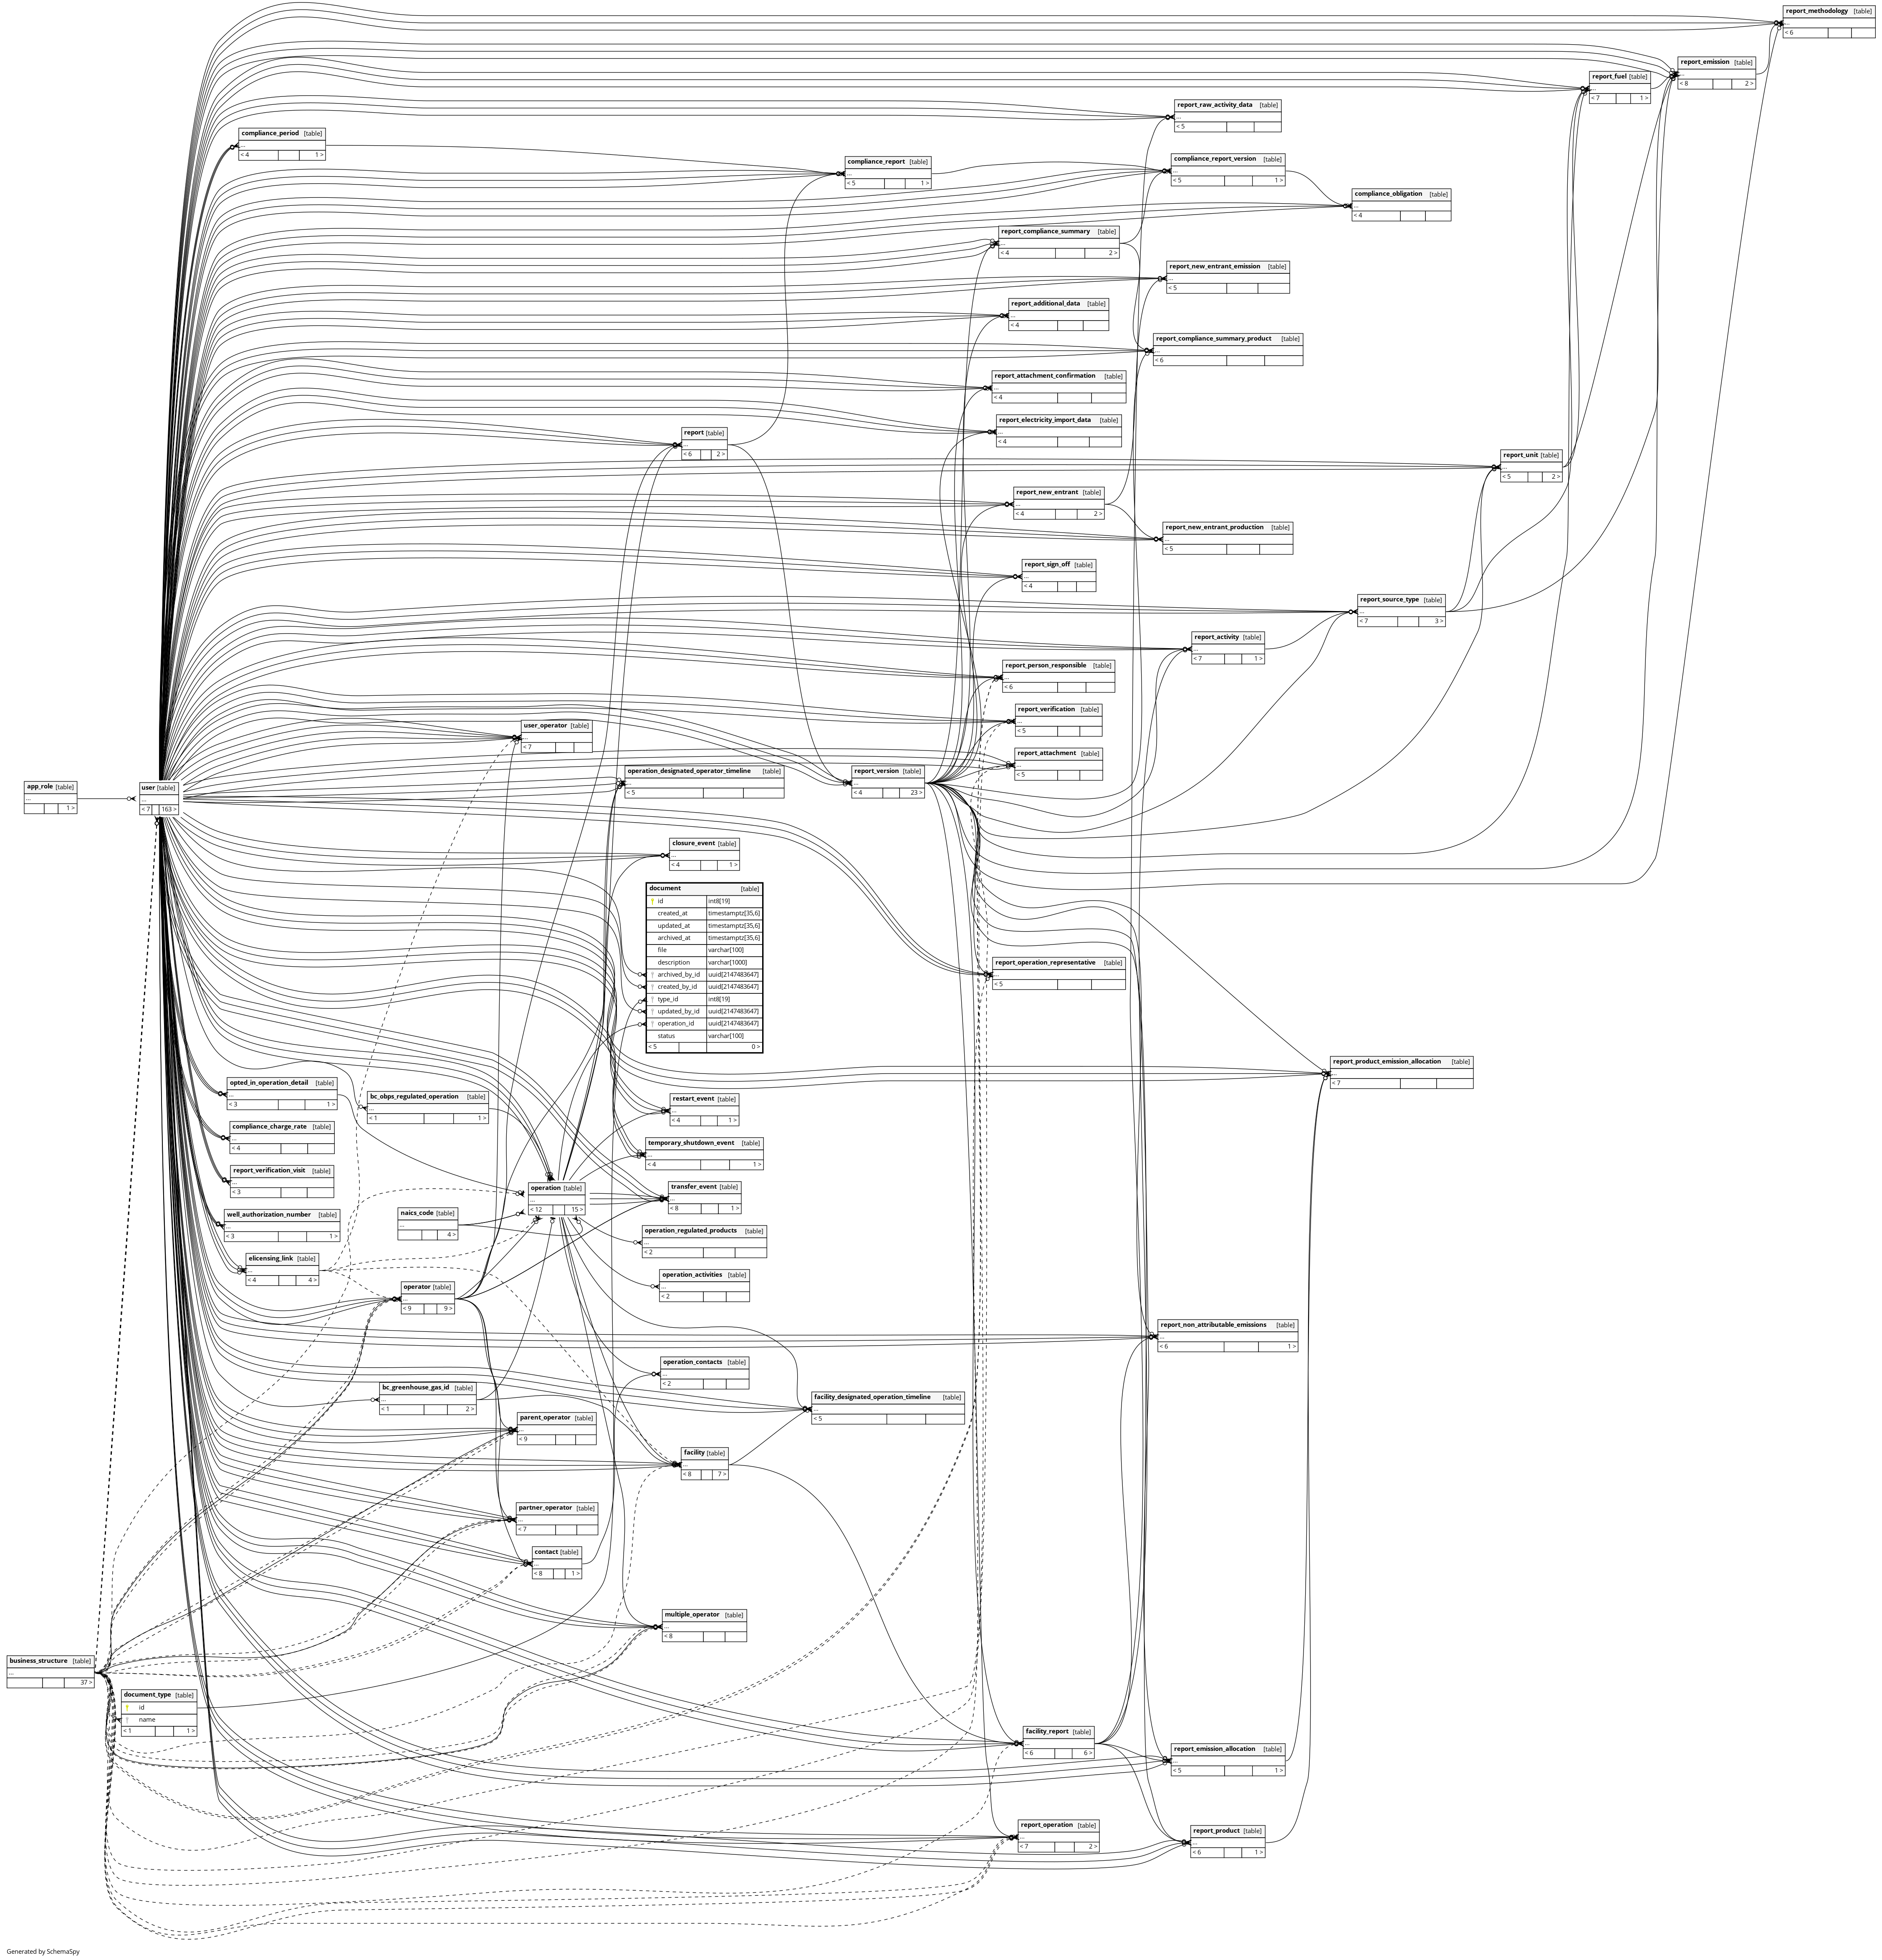 report_methodology [table]
...
< 6
report_emission [table]
...
< 8 2 >
report_fuel [table]
...
< 7 1 >
report_raw_activity_data [table]
...
< 5
compliance_period [table]
...
< 4 1 >
compliance_report [table]
...
< 5 1 >
compliance_report_version [table]
...
< 5 1 >
compliance_obligation [table]
...
< 4
report_compliance_summary [table]
...
< 4 2 >
report_new_entrant_emission [table]
...
< 5
report_additional_data [table]
...
< 4
report_compliance_summary_product [table]
...
< 6
report_attachment_confirmation [table]
...
< 4
report_electricity_import_data [table]
...
< 4
report [table]
...
< 6 2 >
report_unit [table]
...
< 5 2 >
report_new_entrant [table]
...
< 4 2 >
report_new_entrant_production [table]
...
< 5
report_sign_off [table]
...
< 4
report_source_type [table]
...
< 7 3 >
report_activity [table]
...
< 7 1 >
report_person_responsible [table]
...
< 6
report_verification [table]
...
< 5
user_operator [table]
...
< 7
report_attachment [table]
...
< 5
operation_designated_operator_timeline [table]
...
< 5
report_version [table]
...
< 4 23 >
app_role [table]
...
1 >
user [table]
...
< 7 163 >
closure_event [table]
...
< 4 1 >
document [table]
id int8[19]
created_at timestamptz[35,6]
updated_at timestamptz[35,6]
archived_at timestamptz[35,6]
file varchar[100]
description varchar[1000]
archived_by_id uuid[2147483647]
created_by_id uuid[2147483647]
type_id int8[19]
updated_by_id uuid[2147483647]
operation_id uuid[2147483647]
status varchar[100]
< 5 0 >
report_operation_representative [table]
...
< 5
report_product_emission_allocation [table]
...
< 7
opted_in_operation_detail [table]
...
< 3 1 >
bc_obps_regulated_operation [table]
...
< 1 1 >
restart_event [table]
...
< 4 1 >
compliance_charge_rate [table]
...
< 4
temporary_shutdown_event [table]
...
< 4 1 >
report_verification_visit [table]
...
< 3
operation [table]
...
< 12 15 >
transfer_event [table]
...
< 8 1 >
well_authorization_number [table]
...
< 3 1 >
naics_code [table]
...
4 >
operation_regulated_products [table]
...
< 2
elicensing_link [table]
...
< 4 4 >
operation_activities [table]
...
< 2
operator [table]
...
< 9 9 >
report_non_attributable_emissions [table]
...
< 6 1 >
operation_contacts [table]
...
< 2
bc_greenhouse_gas_id [table]
...
< 1 2 >
facility_designated_operation_timeline [table]
...
< 5
parent_operator [table]
...
< 9
facility [table]
...
< 8 7 >
partner_operator [table]
...
< 7
contact [table]
...
< 8 1 >
multiple_operator [table]
...
< 8
business_structure [table]
...
37 >
document_type [table]
id
name
< 1 1 >
facility_report [table]
...
< 6 6 >
report_emission_allocation [table]
...
< 5 1 >
report_operation [table]
...
< 7 2 >
report_product [table]
...
< 6 1 >
Generated by SchemaSpy